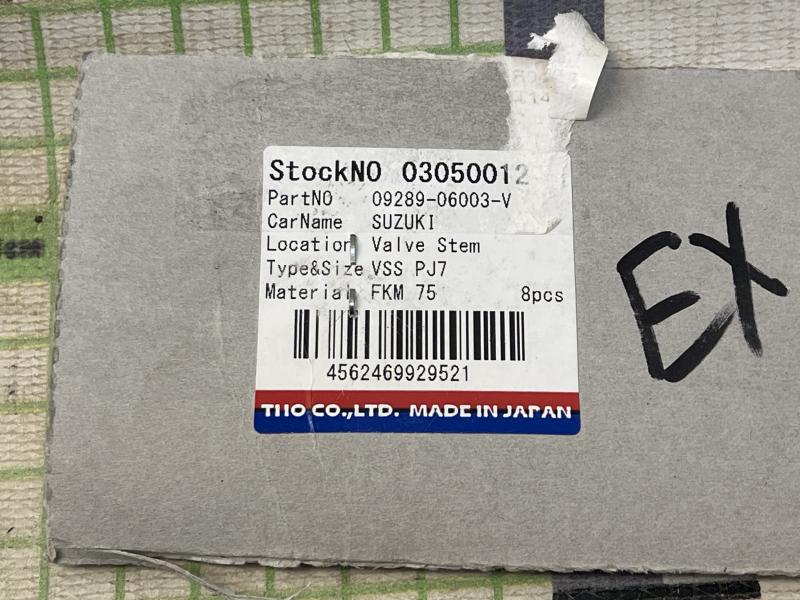 StockNO 03050012
PartNO 09289-06003-V
CarName SUZUKI
Location Valve Stem
Type&Size VSS PJ7
Material FKM 75 8pcs
4562469929521
THO CO.,LTD. MADE IN JAPAN
EX